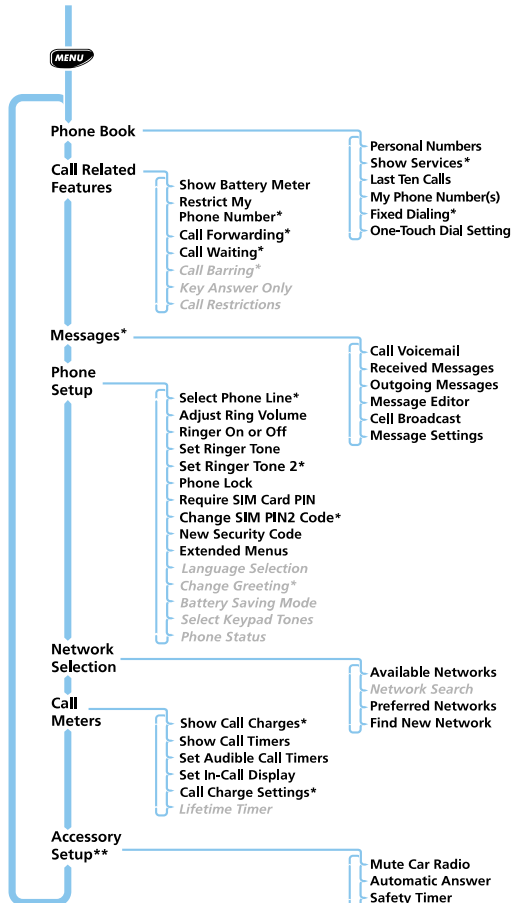 MENU
Phone Book
Personal Numbers
Show Services*
Last Ten Calls
My Phone Number(s)
Fixed Dialing*
One-Touch Dial Setting
Call Related
Features
Show Battery Meter
Restrict My
Phone Number*
Call Forwarding*
Call Waiting*
Call Barring*
Key Answer Only
Call Restrictions
Messages*
Call Voicemail
Received Messages
Outgoing Messages
Message Editor
Cell Broadcast
Message Settings
Phone
Setup
Select Phone Line*
Adjust Ring Volume
Ringer On or Off
Set Ringer Tone
Set Ringer Tone 2*
Phone Lock
Require SIM Card PIN
Change SIM PIN2 Code*
New Security Code
Extended Menus
Language Selection
Change Greeting*
Battery Saving Mode
Select Keypad Tones
Phone Status
Network
Selection
Available Networks
Network Search
Preferred Networks
Find New Network
Call
Meters
Show Call Charges*
Show Call Timers
Set Audible Call Timers
Set In-Call Display
Call Charge Settings*
Lifetime Timer
Accessory
Setup**
Mute Car Radio
Automatic Answer
Safety Timer